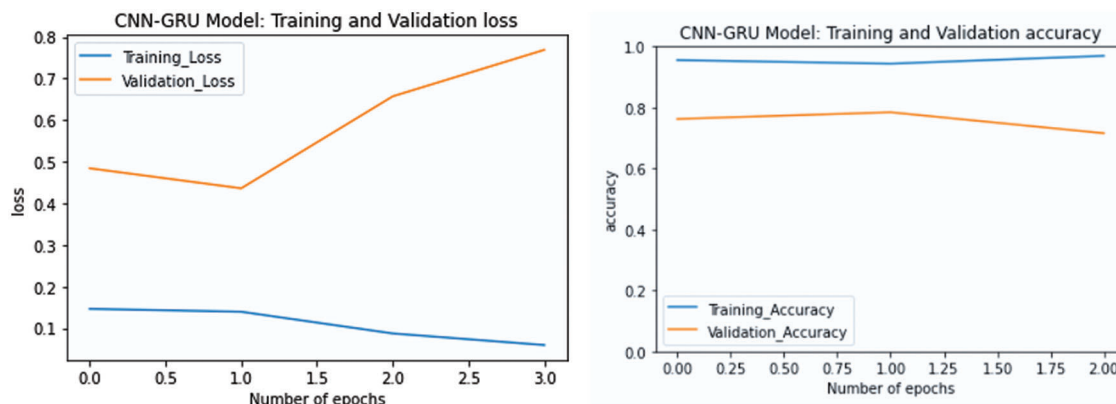 CNN-GRU Model: Training and Validation loss
0.8
0.7
0.6
0.5
0.4
0.3
0.2
0.1
loss
Training_Loss
Validation_Loss
0.0 0.5 1.0 1.5 2.0 2.5 3.0
Number of epochs
CNN-GRU Model: Training and Validation accuracy
1.0
0.8
0.6
0.4
0.2
0.0
accuracy
Training_Accuracy
Validation_Accuracy
0.00 0.25 0.50 0.75 1.00 1.25 1.50 1.75 2.00
Number of epochs